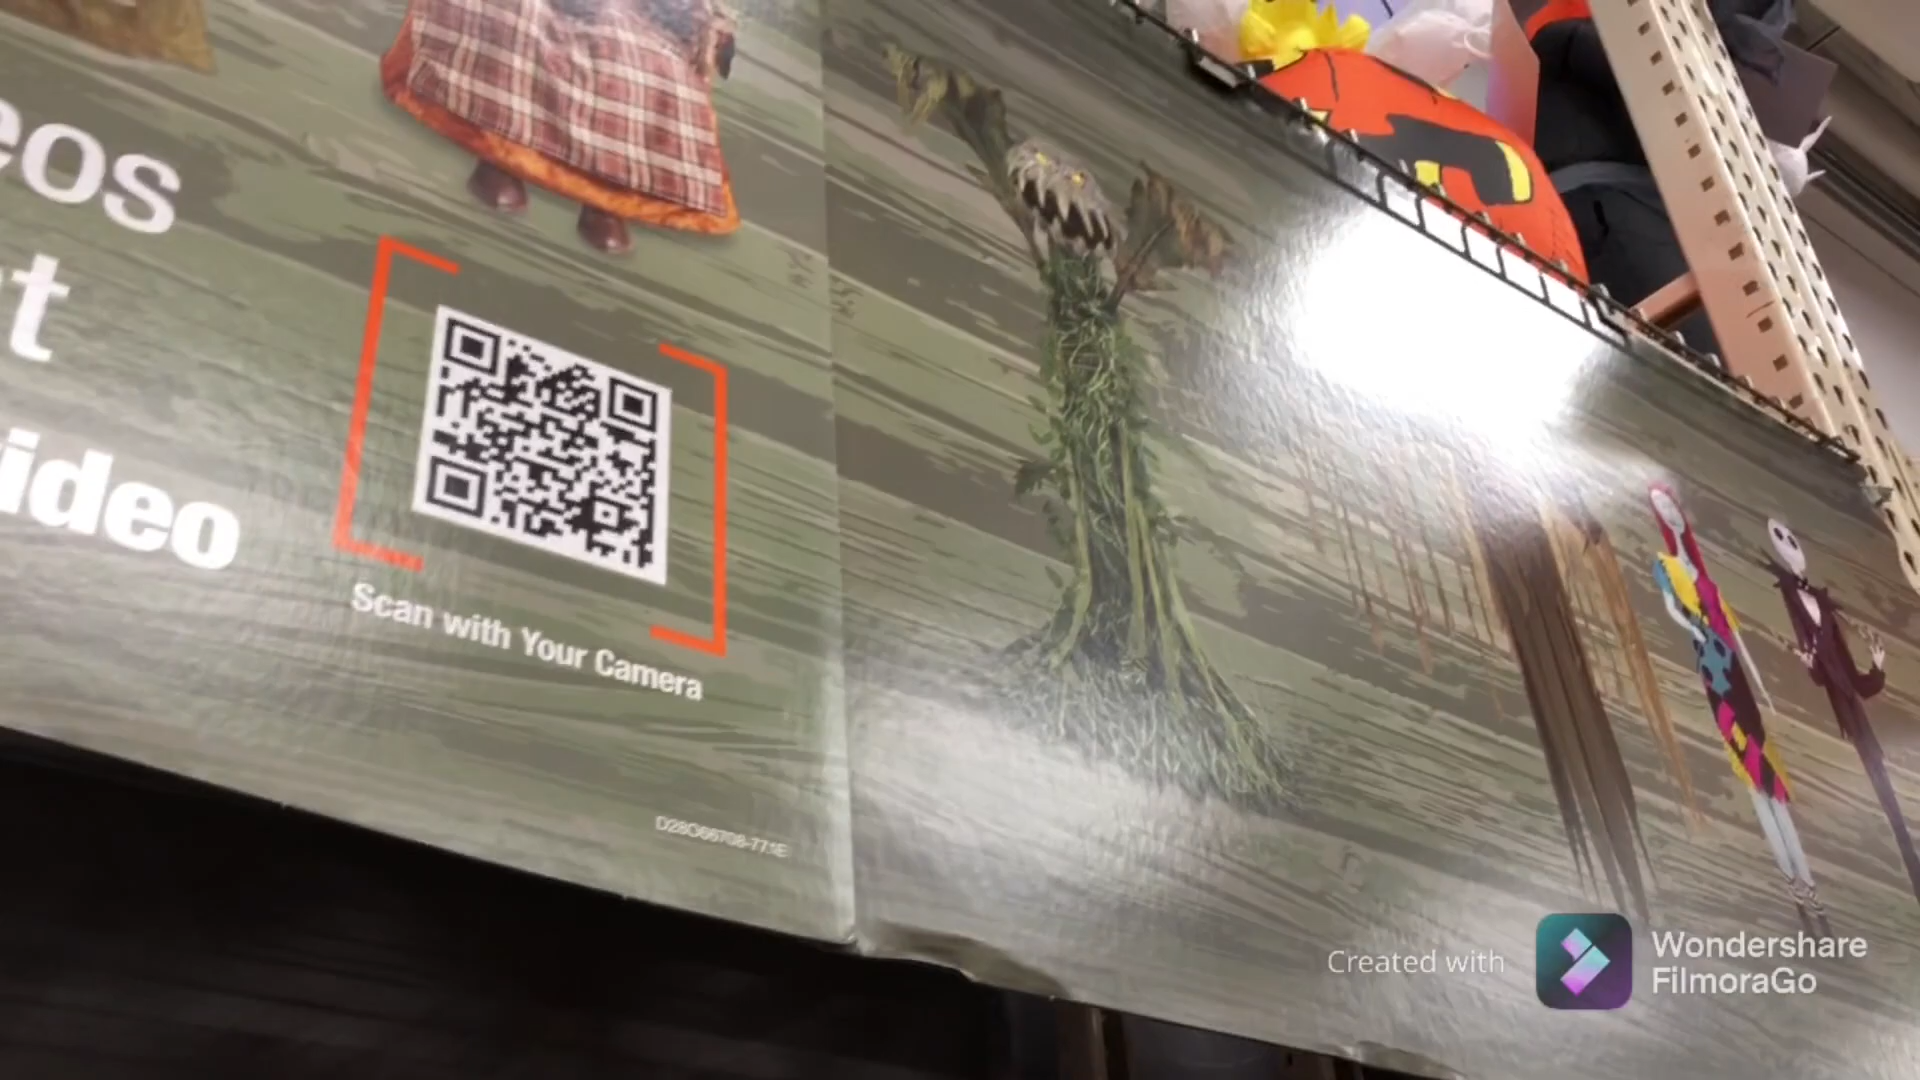 eos
t
ideo
Scan with Your Camera
Created with
Wondershare
FilmoraGo